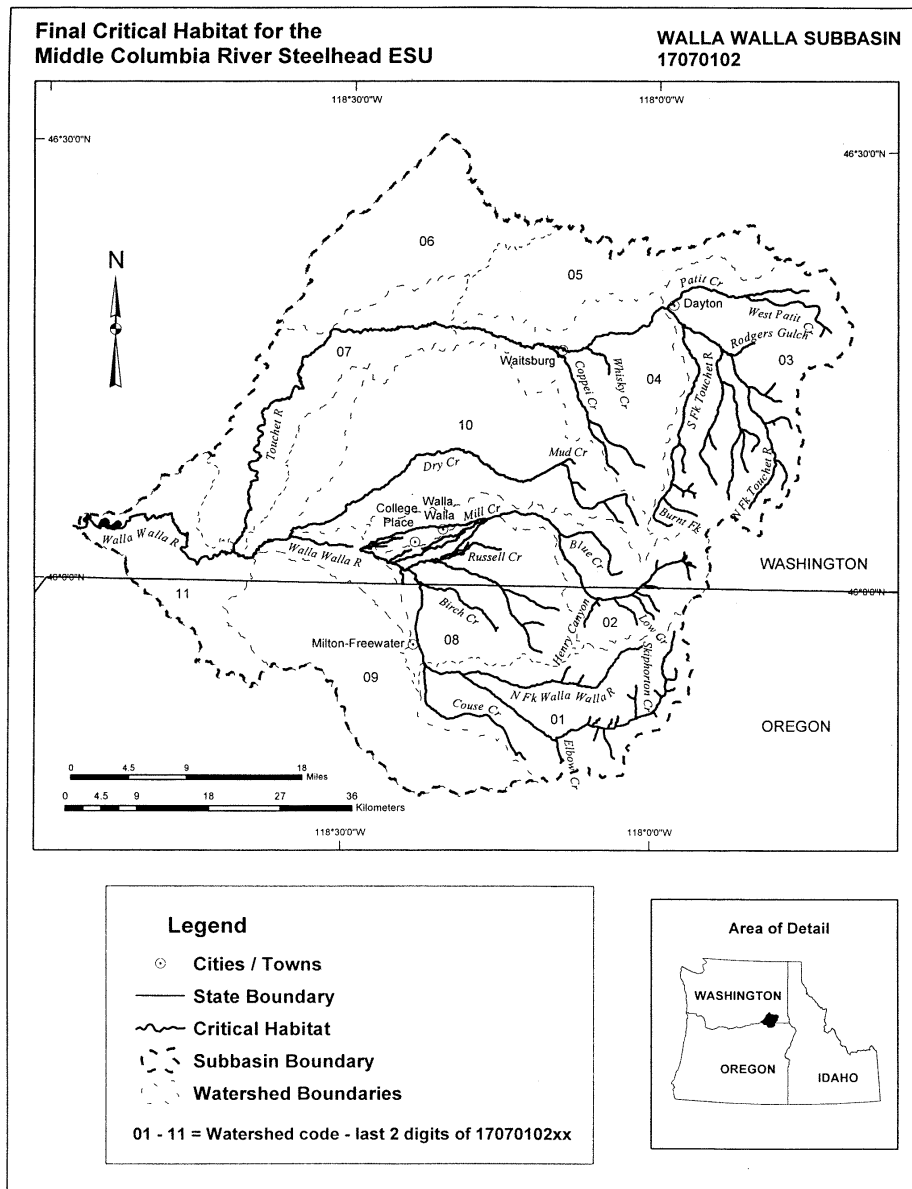 Final Critical Habitat for the
Middle Columbia River Steelhead ESU
WALLA WALLA SUBBASIN
17070102
118°30'0"W
118°0'0"W
46°30'0"N
46°30'0"N
N
06
05
Patit Cr
Dayton
West Patit Cr
Rodgers Gulch
03
07
Waitsburg
Coppei Cr
Whisky Cr
04
S Fk Touchet R
N Fk Touchet R
Touchet R
10
Mud Cr
Dry Cr
Walla
Walla
College
Place
Mill Cr
Burnt Fk
Walla Walla R
Walla Walla R
Russell Cr
Blue Cr
WASHINGTON
46°0'0"N
46°0'0"N
11
Birch Cr
Henry Canyon
02
Low Cr
Milton-Freewater
08
Skiphorton Cr
09
N Fk Walla Walla R
Couse Cr
01
Elbow Cr
OREGON
0 4.5 9 18
Miles
0 4.5 9 18 27 36
Kilometers
118°30'0"W
118°0'0"W
Legend
Cities / Towns
State Boundary
Critical Habitat
Subbasin Boundary
Watershed Boundaries
01 - 11 = Watershed code - last 2 digits of 17070102xx
Area of Detail
WASHINGTON
OREGON
IDAHO